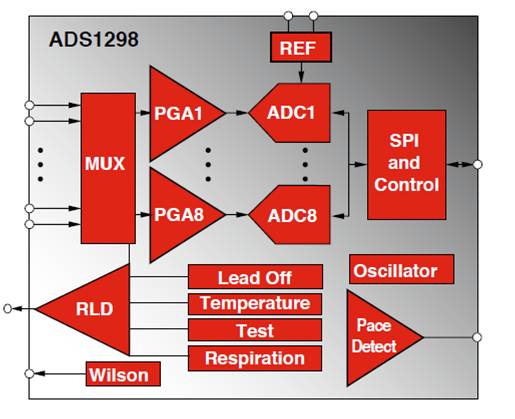 ADS1298
REF
PGA1
ADC1
MUX
SPI
and
Control
PGA8
ADC8
Lead Off
Oscillator
Temperature
RLD
Test
Pace
Detect
Respiration
Wilson